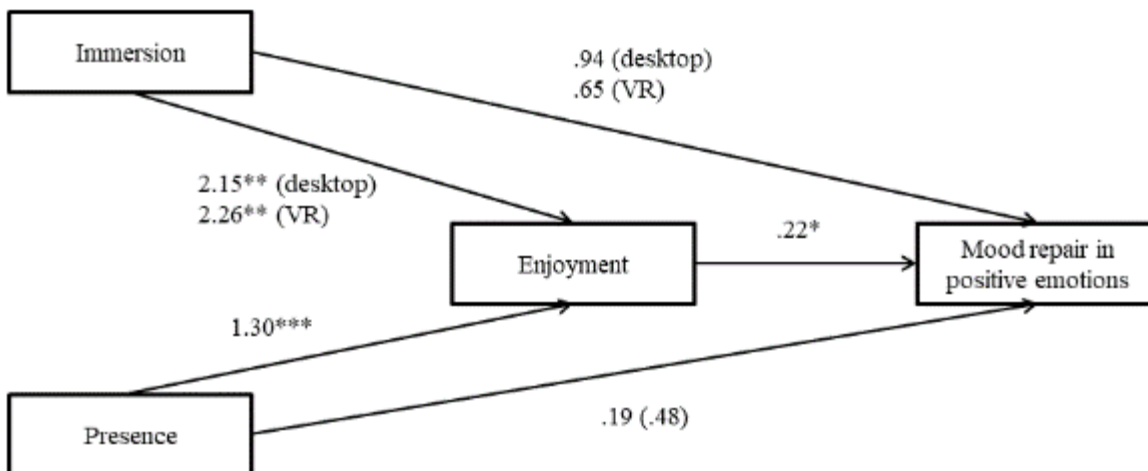 Immersion
.94 (desktop)
.65 (VR)
2.15** (desktop)
2.26** (VR)
Enjoyment
.22*
Mood repair in
positive emotions
1.30***
Presence
.19 (.48)